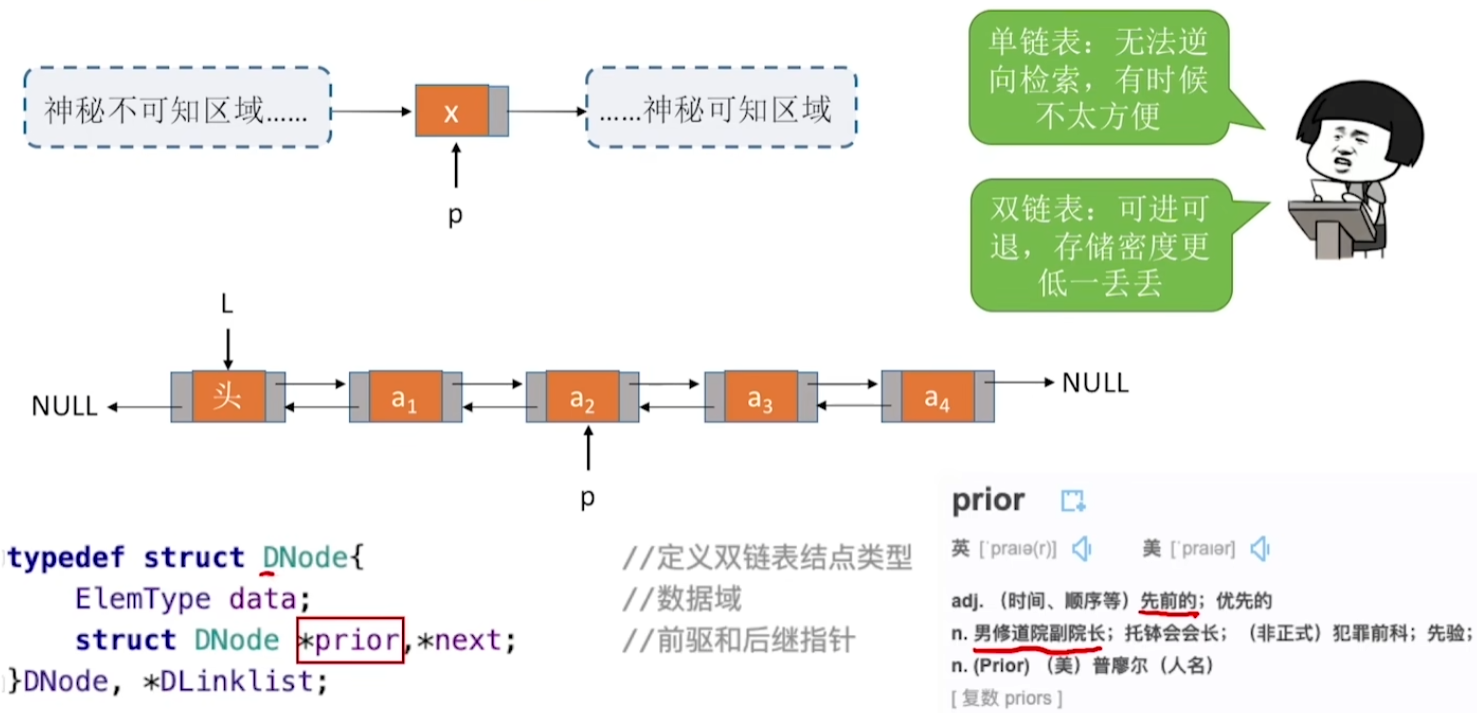 神秘不可知区域……
x
……神秘可知区域
p
单链表：无法逆
向检索，有时候
不太方便
双链表：可进可
退，存储密度更
低一丢丢
L
NULL
头
a1
a2
a3
a4
NULL
p
typedef struct DNode{ //定义双链表结点类型
ElemType data; //数据域
struct DNode *prior,*next; //前驱和后继指针
}DNode, *DLinklist;
prior
英 [ˈpraɪə(r)] 美 [ˈpraɪər]
adj. （时间、顺序等）先前的；优先的
n. 男修道院副院长；托钵会会长；（非正式）犯罪前科；先验；
n. (Prior) （美）普廖尔（人名）
[ 复数 priors ]